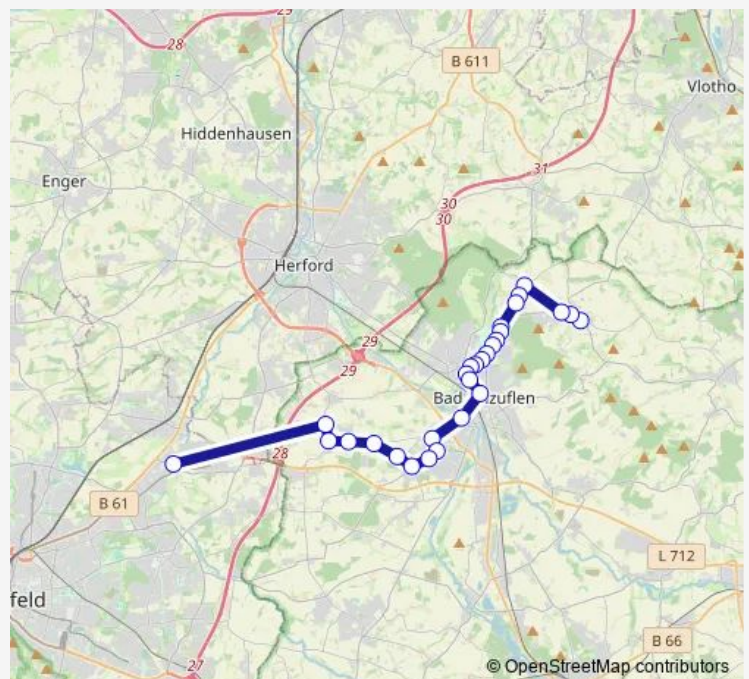 29
28
B 611
Vlotho
Hiddenhausen
31
Enger
30
30
Herford
29
29
Bad zuflen
28
B 61
L 712
feld
B 66
27
© OpenStreetMap contributors